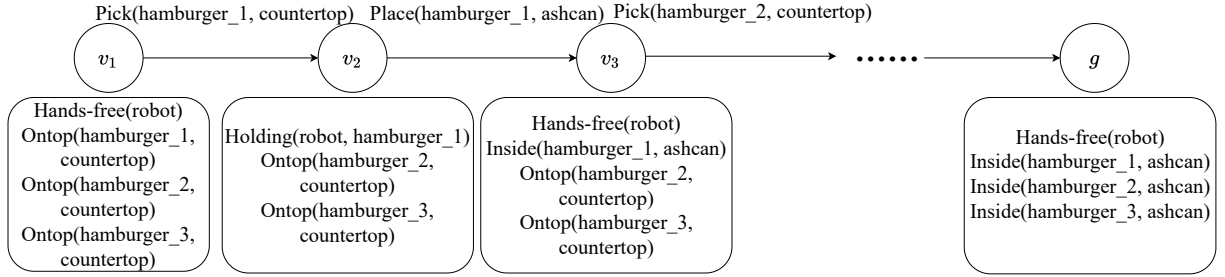 Pick(hamburger_1, countertop) Place(hamburger_1, ashcan) Pick(hamburger_2, countertop)
v1 v2 v3 ...... g
Hands-free(robot)
Ontop(hamburger_1,
countertop)
Ontop(hamburger_2,
countertop)
Ontop(hamburger_3,
countertop)
Holding(robot, hamburger_1)
Ontop(hamburger_2,
countertop)
Ontop(hamburger_3,
countertop)
Hands-free(robot)
Inside(hamburger_1, ashcan)
Ontop(hamburger_2,
countertop)
Ontop(hamburger_3,
countertop)
Hands-free(robot)
Inside(hamburger_1, ashcan)
Inside(hamburger_2, ashcan)
Inside(hamburger_3, ashcan)